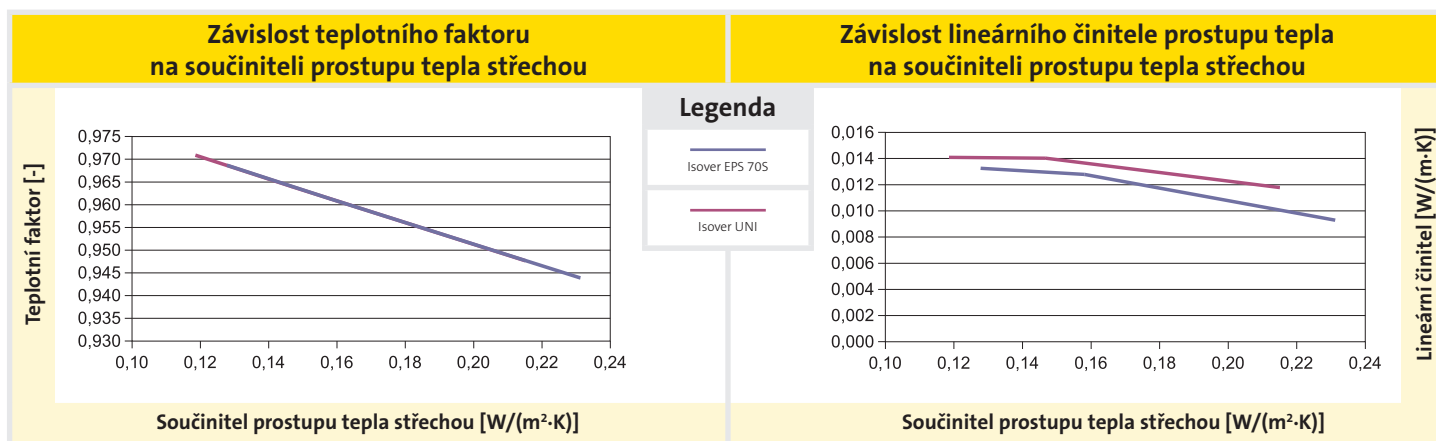 Závislost teplotního faktoru
na součiniteli prostupu tepla střechou
Teplotní faktor [-]
0,975
0,970
0,965
0,960
0,955
0,950
0,945
0,940
0,935
0,930
0,10 0,12 0,14 0,16 0,18 0,20 0,22 0,24
Součinitel prostupu tepla střechou [W/(m²·K)]
Legenda
Isover EPS 70S
Isover UNI
Závislost lineárního činitele prostupu tepla
na součiniteli prostupu tepla střechou
0,016
0,014
0,012
0,010
0,008
0,006
0,004
0,002
0,000
0,10 0,12 0,14 0,16 0,18 0,20 0,22 0,24
Lineární činitel [W/(m·K)]
Součinitel prostupu tepla střechou [W/(m²·K)]